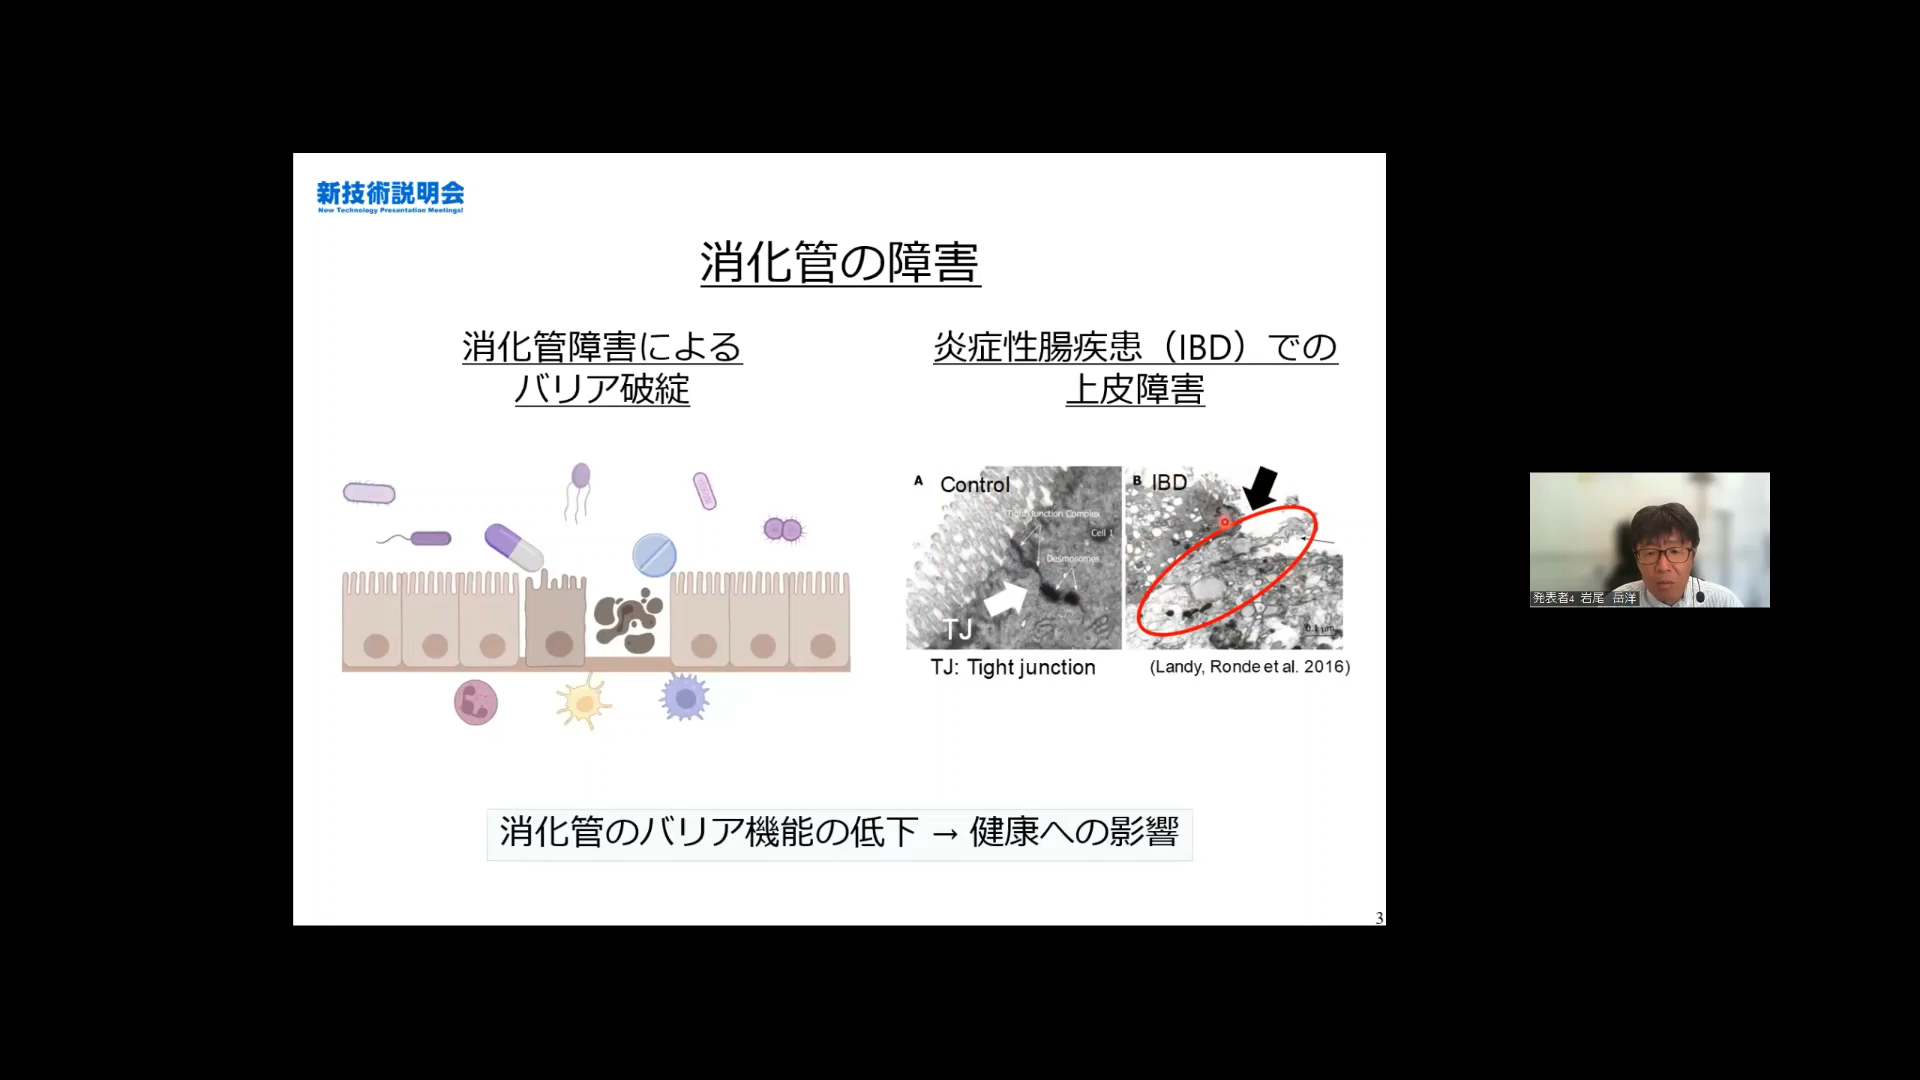 新技術説明会
New Technology Presentation Meetings!
消化管の障害
消化管障害による
バリア破綻
炎症性腸疾患（IBD）での
上皮障害
A Control
Tight Junction Complex
Cell 1
Desmosomes
TJ
B IBD
0.1 μm
TJ: Tight junction
(Landy, Ronde et al. 2016)
消化管のバリア機能の低下 → 健康への影響
3
発表者4 岩尾 岳洋